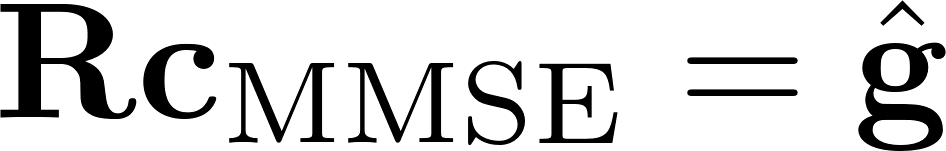 Rc_MMSE = ĝ